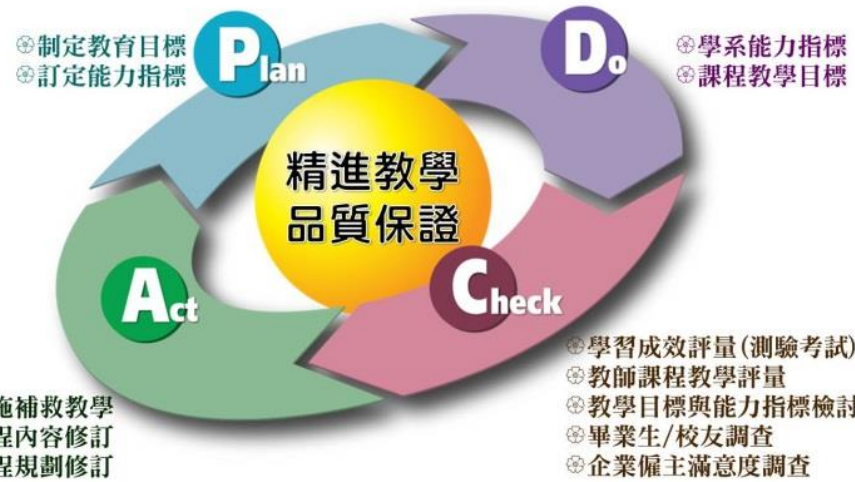 制定教育目標
訂定能力指標
Plan
Do
學系能力指標
課程教學目標
精進教學
品質保證
Act
Check
學習成效評量(測驗考試)
教師課程教學評量
教學目標與能力指標檢討
畢業生/校友調查
企業僱主滿意度調查
施補救教學
程內容修訂
程規劃修訂